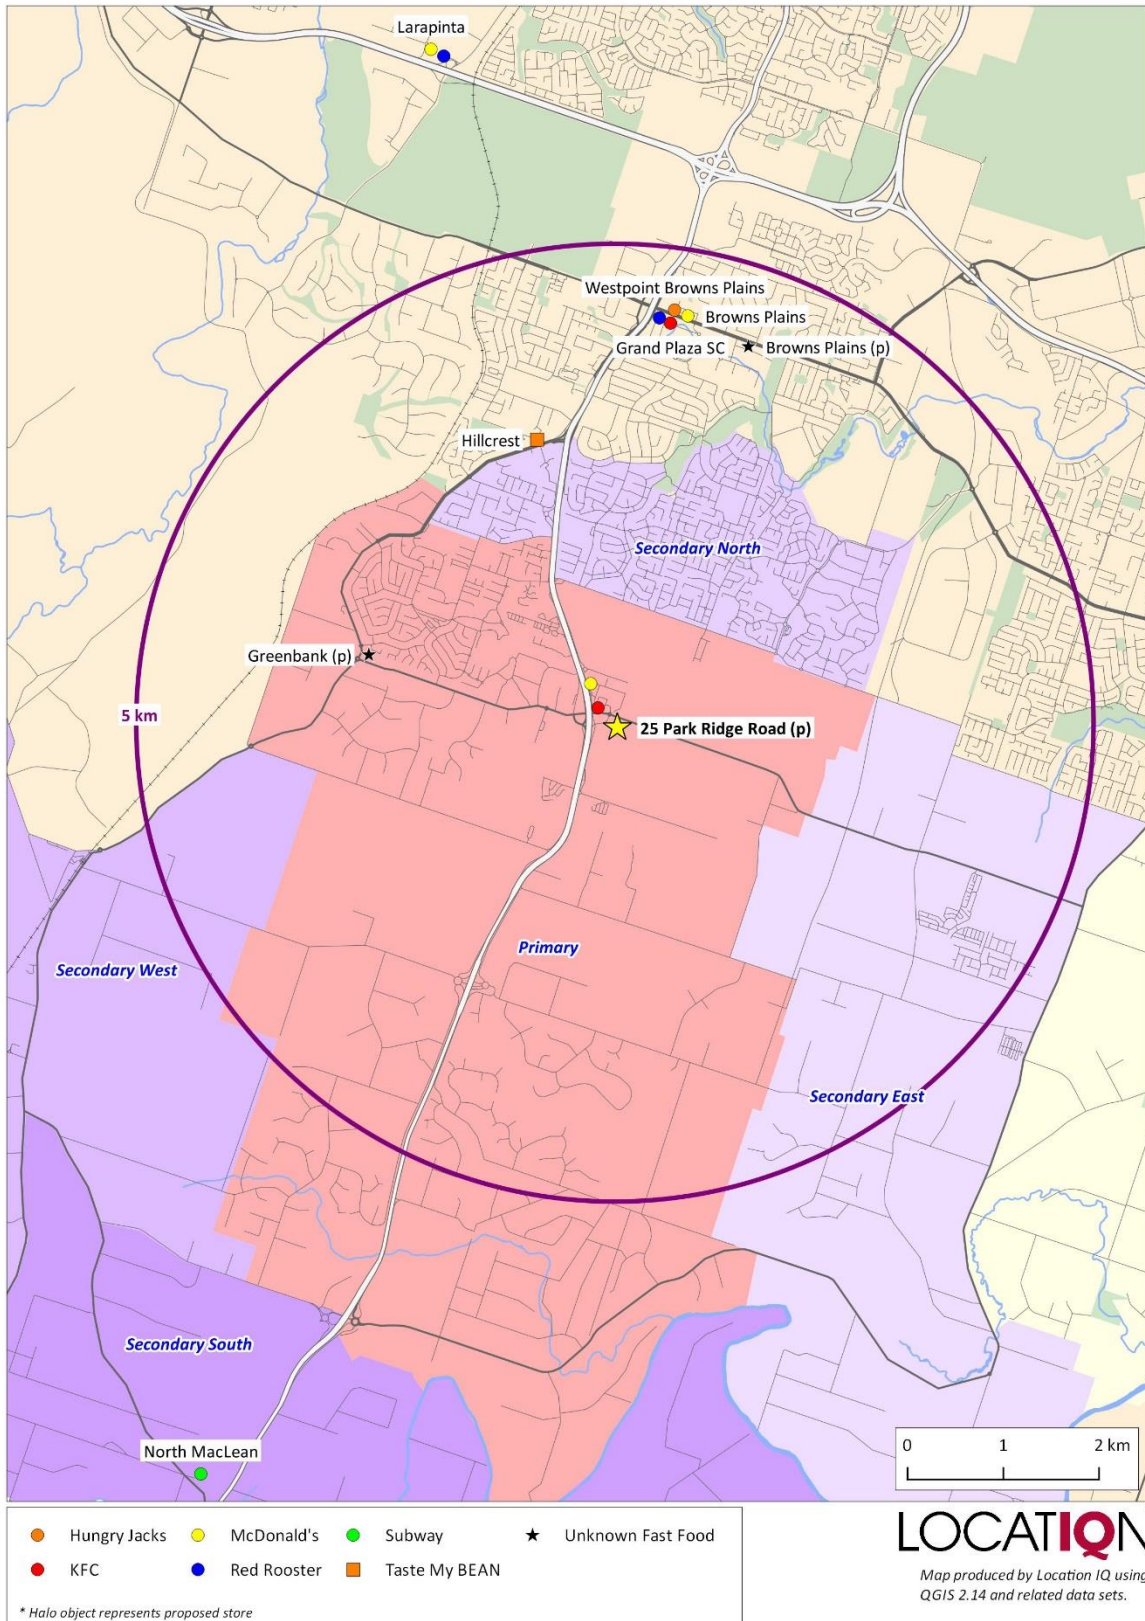 Larapinta
Westpoint Browns Plains
Browns Plains
Grand Plaza SC
Browns Plains (p)
Hillcrest
Secondary North
Greenbank (p)
5 km
25 Park Ridge Road (p)
Primary
Secondary West
Secondary East
Secondary South
North MacLean
0 1 2 km
Hungry Jacks McDonald's Subway Unknown Fast Food
KFC Red Rooster Taste My BEAN
* Halo object represents proposed store
LOCATIQN
Map produced by Location IQ using
QGIS 2.14 and related data sets.